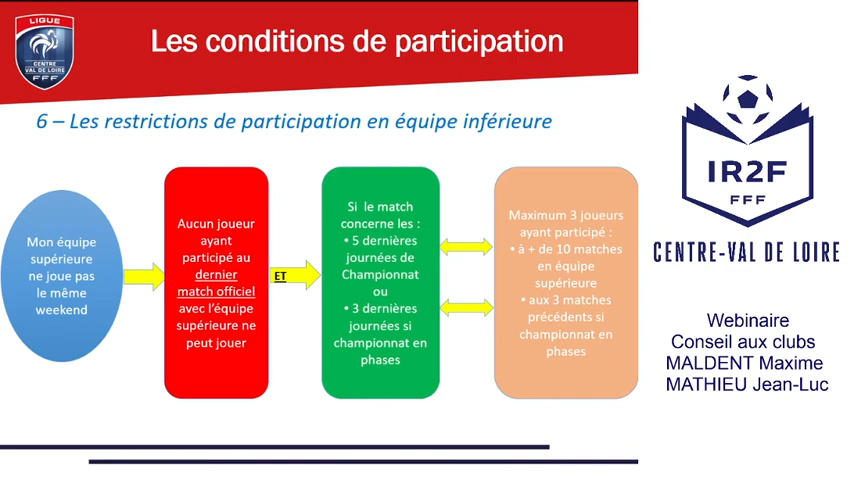 LIGUE
CENTRE
VAL DE LOIRE
FFF
Les conditions de participation
6 – Les restrictions de participation en équipe inférieure
Mon équipe
supérieure
ne joue pas
le même
weekend
Aucun joueur
ayant
participé au
dernier
match officiel
avec l'équipe
supérieure ne
peut jouer
ET
Si le match
concerne les :
• 5 dernières
journées de
Championnat
ou
• 3 dernières
journées si
championnat en
phases
Maximum 3 joueurs
ayant participé :
• à + de 10 matches
en équipe
supérieure
• aux 3 matches
précédents si
championnat en
phases
IR2F
FFF
CENTRE-VAL DE LOIRE
Webinaire
Conseil aux clubs
MALDENT Maxime
MATHIEU Jean-Luc